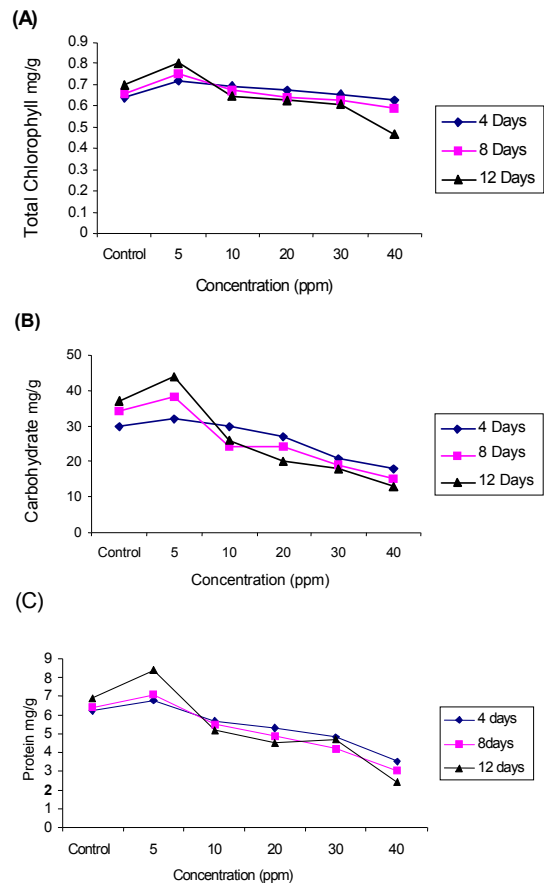 (A)
Total Chlorophyll mg/g
0.9
0.8
0.7
0.6
0.5
0.4
0.3
0.2
0.1
0
Control 5 10 20 30 40
Concentration (ppm)
4 Days
8 Days
12 Days
(B)
Carbohydrate mg/g
50
40
30
20
10
0
Control 5 10 20 30 40
Concentration (ppm)
4 Days
8 Days
12 Days
(C)
Protein mg/g
9
8
7
6
5
4
3
2
1
0
Control 5 10 20 30 40
Concentration (ppm)
4 days
8days
12 days